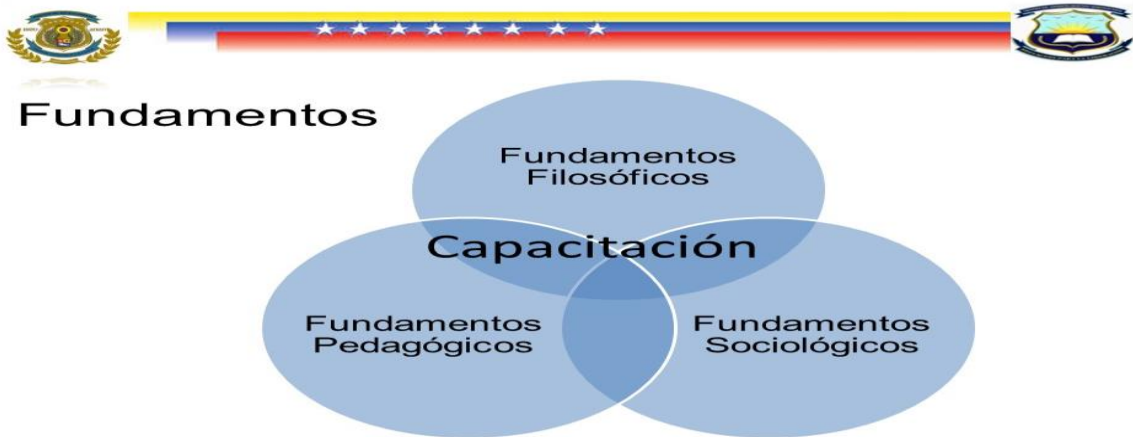 Fundamentos
Fundamentos
Filosóficos
Capacitación
Fundamentos
Pedagógicos
Fundamentos
Sociológicos